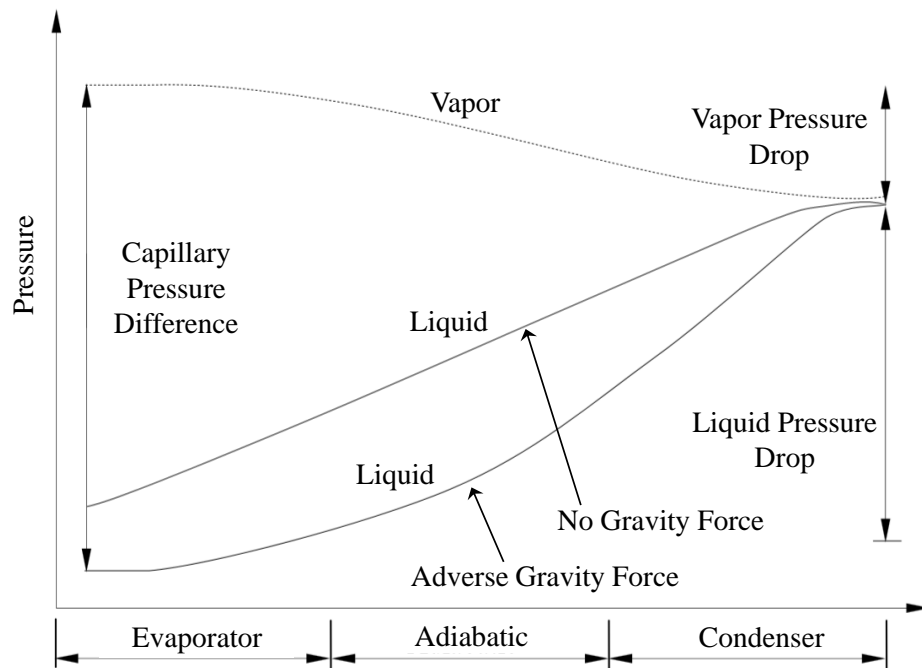 Vapor
Vapor Pressure
Drop
Pressure
Capillary
Pressure
Difference
Liquid
Liquid
Liquid Pressure
Drop
No Gravity Force
Adverse Gravity Force
Evaporator
Adiabatic
Condenser